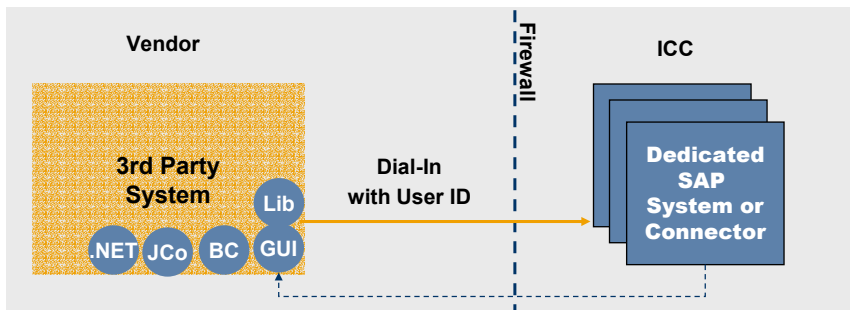 Vendor
Firewall
ICC
3rd Party
System
Dial-In
with User ID
Lib
.NET
JCo
BC
GUI
Dedicated
SAP
System or
Connector